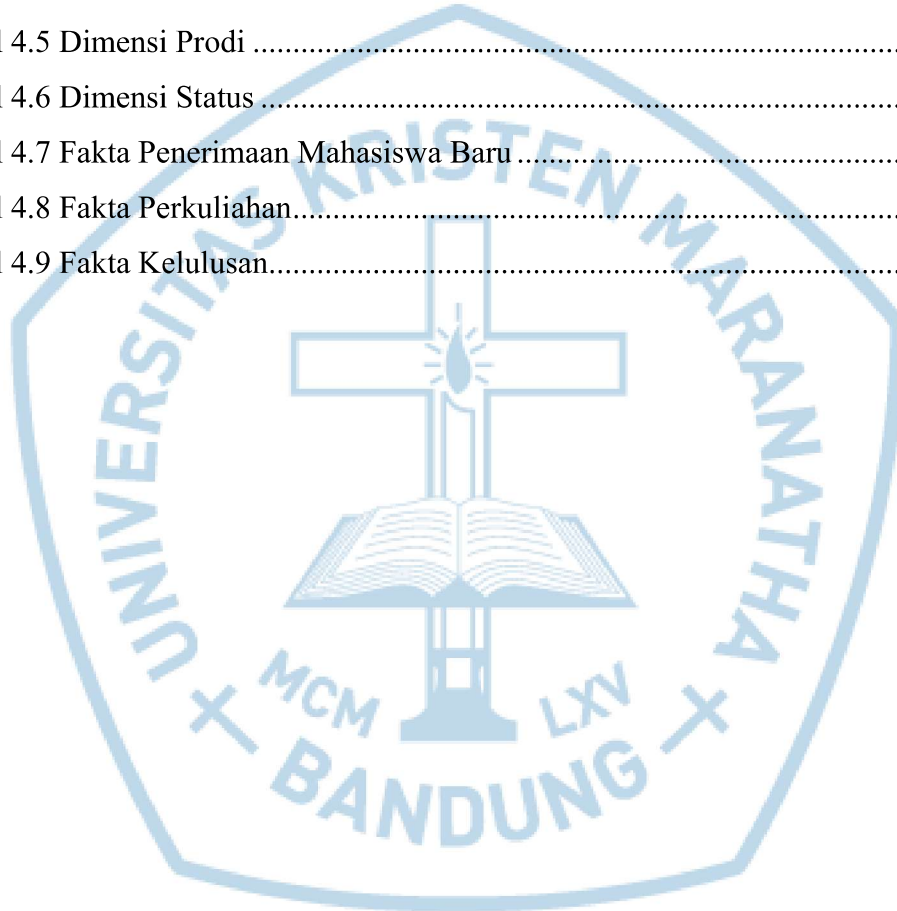 l 4.5 Dimensi Prodi ................................................................................
l 4.6 Dimensi Status ...............................................................................
l 4.7 Fakta Penerimaan Mahasiswa Baru ...............................................
l 4.8 Fakta Perkuliahan...........................................................................
l 4.9 Fakta Kelulusan..............................................................................
UNIVERSITAS KRISTEN MARANATHA
MCM LXV
BANDUNG